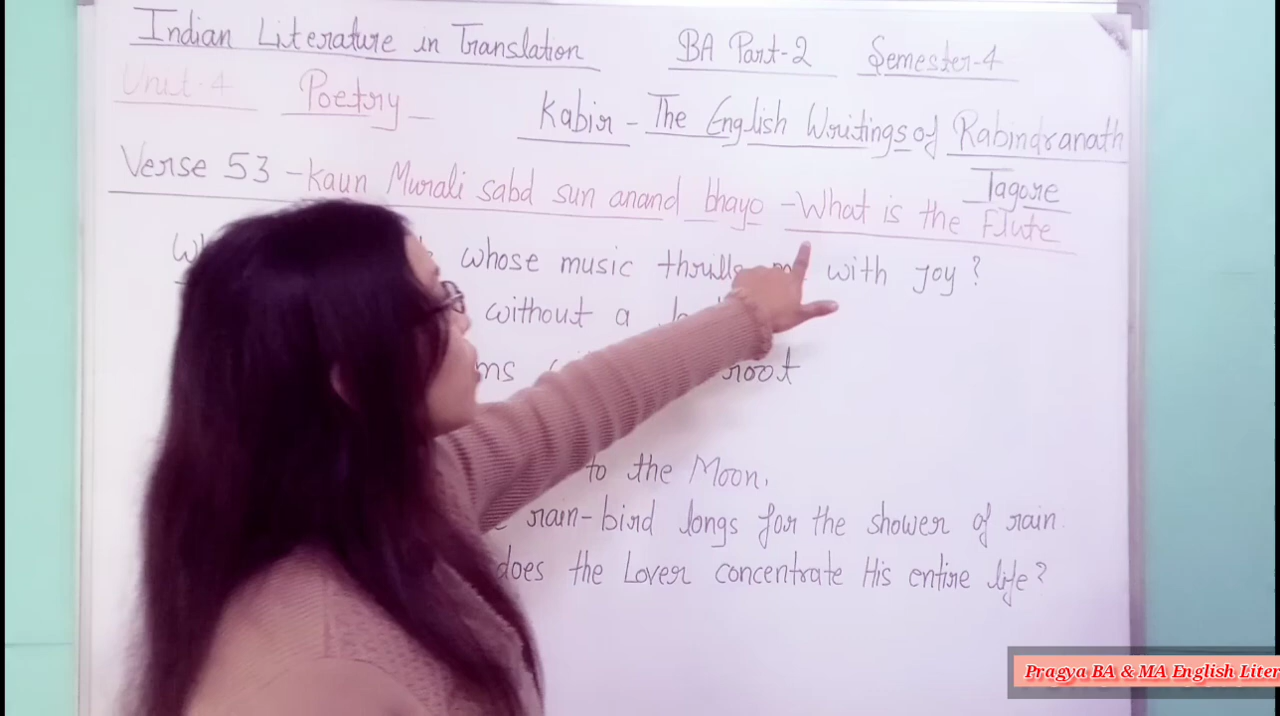 Indian Literature in Translation BA Part-2 Semester-4
Unit-4 Poetry Kabir - The English Writings of Rabindranath
Tagore
Verse 53 - kaun Murali sabd sun anand bhayo - What is the Flute
whose music thrills with joy?
without a
root
to the Moon.
rain-bird longs for the shower of rain.
does the Lover concentrate His entire life?
Pragya BA & MA English Liter